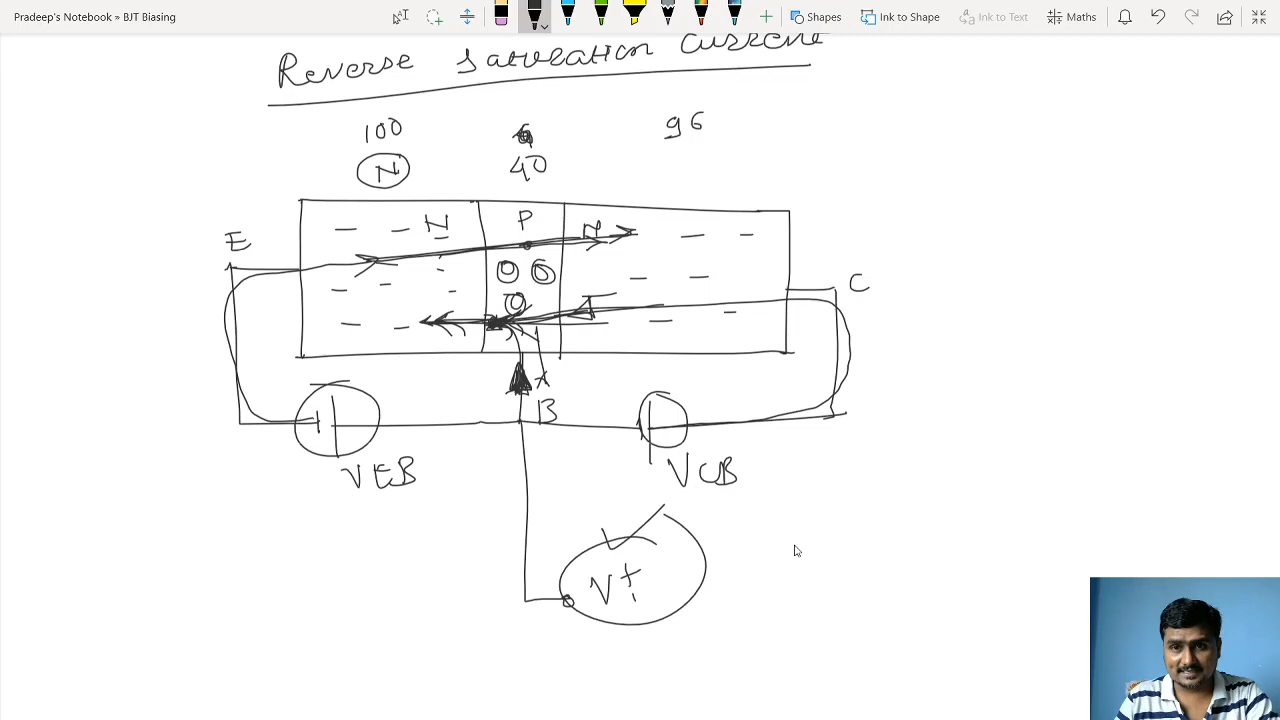 Pradeep's Notebook » BJT Biasing
Shapes
Ink to Shape
Ink to Text
Maths
Reverse saturation current
100
96
N
40
N
P
N
E
C
B
VEB
VCB
V+